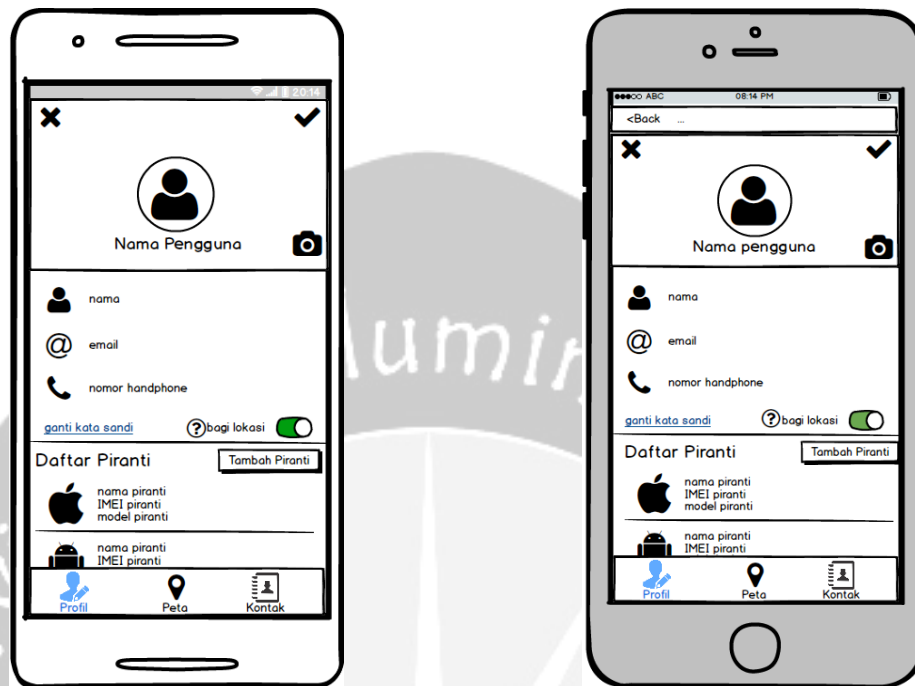 20:14
Nama Pengguna
nama
@ email
nomor handphone
ganti kata sandi ? bagi lokasi
Daftar Piranti Tambah Piranti
nama piranti
IMEI piranti
model piranti
nama piranti
IMEI piranti
Profil Peta Kontak
ABC 08:14 PM
<Back ...
Nama pengguna
nama
@ email
nomor handphone
ganti kata sandi ? bagi lokasi
Daftar Piranti Tambah Piranti
nama piranti
IMEI piranti
model piranti
nama piranti
IMEI piranti
Profil Peta Kontak